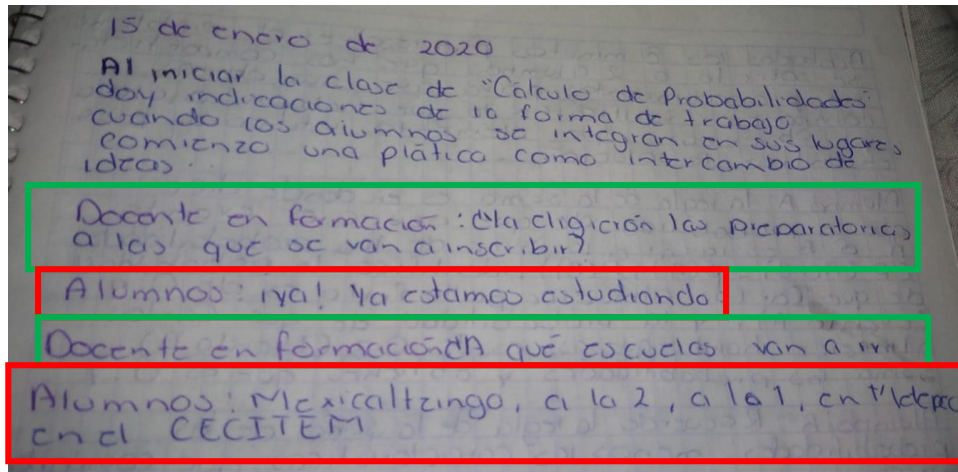 15 de enero de 2020
Al iniciar la clase de "Calculo de Probabilidades"
doy indicaciones de la forma de trabajo
cuando los alumnos se integran en sus lugares
comienzo una plática como intercambio de
ideas.
Docente en formación: ¿Ya eligición las preparatorias
a las que se van a inscribir?
Alumnos: ¡ya! Ya estamos estudiando
Docente en formación ¿A qué escuelas van a
Alumnos: Mexicaltzingo, a la 2, a la 1, en
en el CECITEM